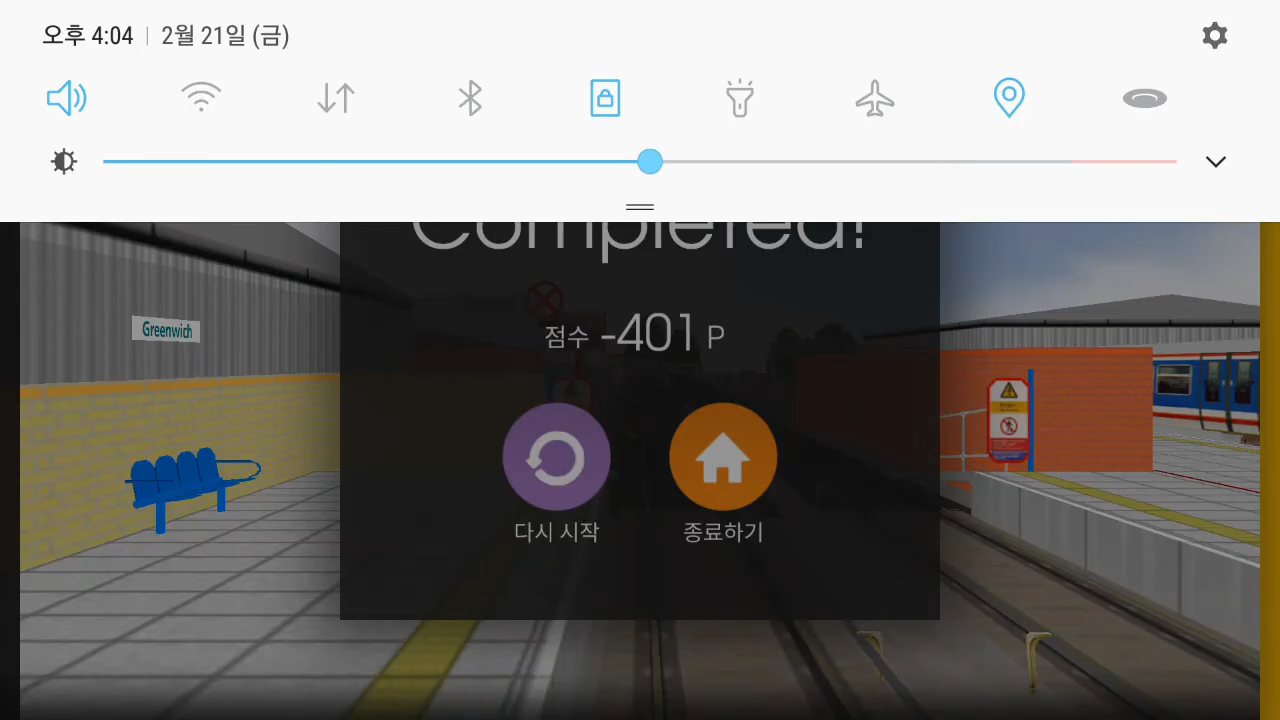 오후 4:04 | 2월 21일 (금)
Completed!
Greenwich
점수 -401 P
다시 시작
종료하기